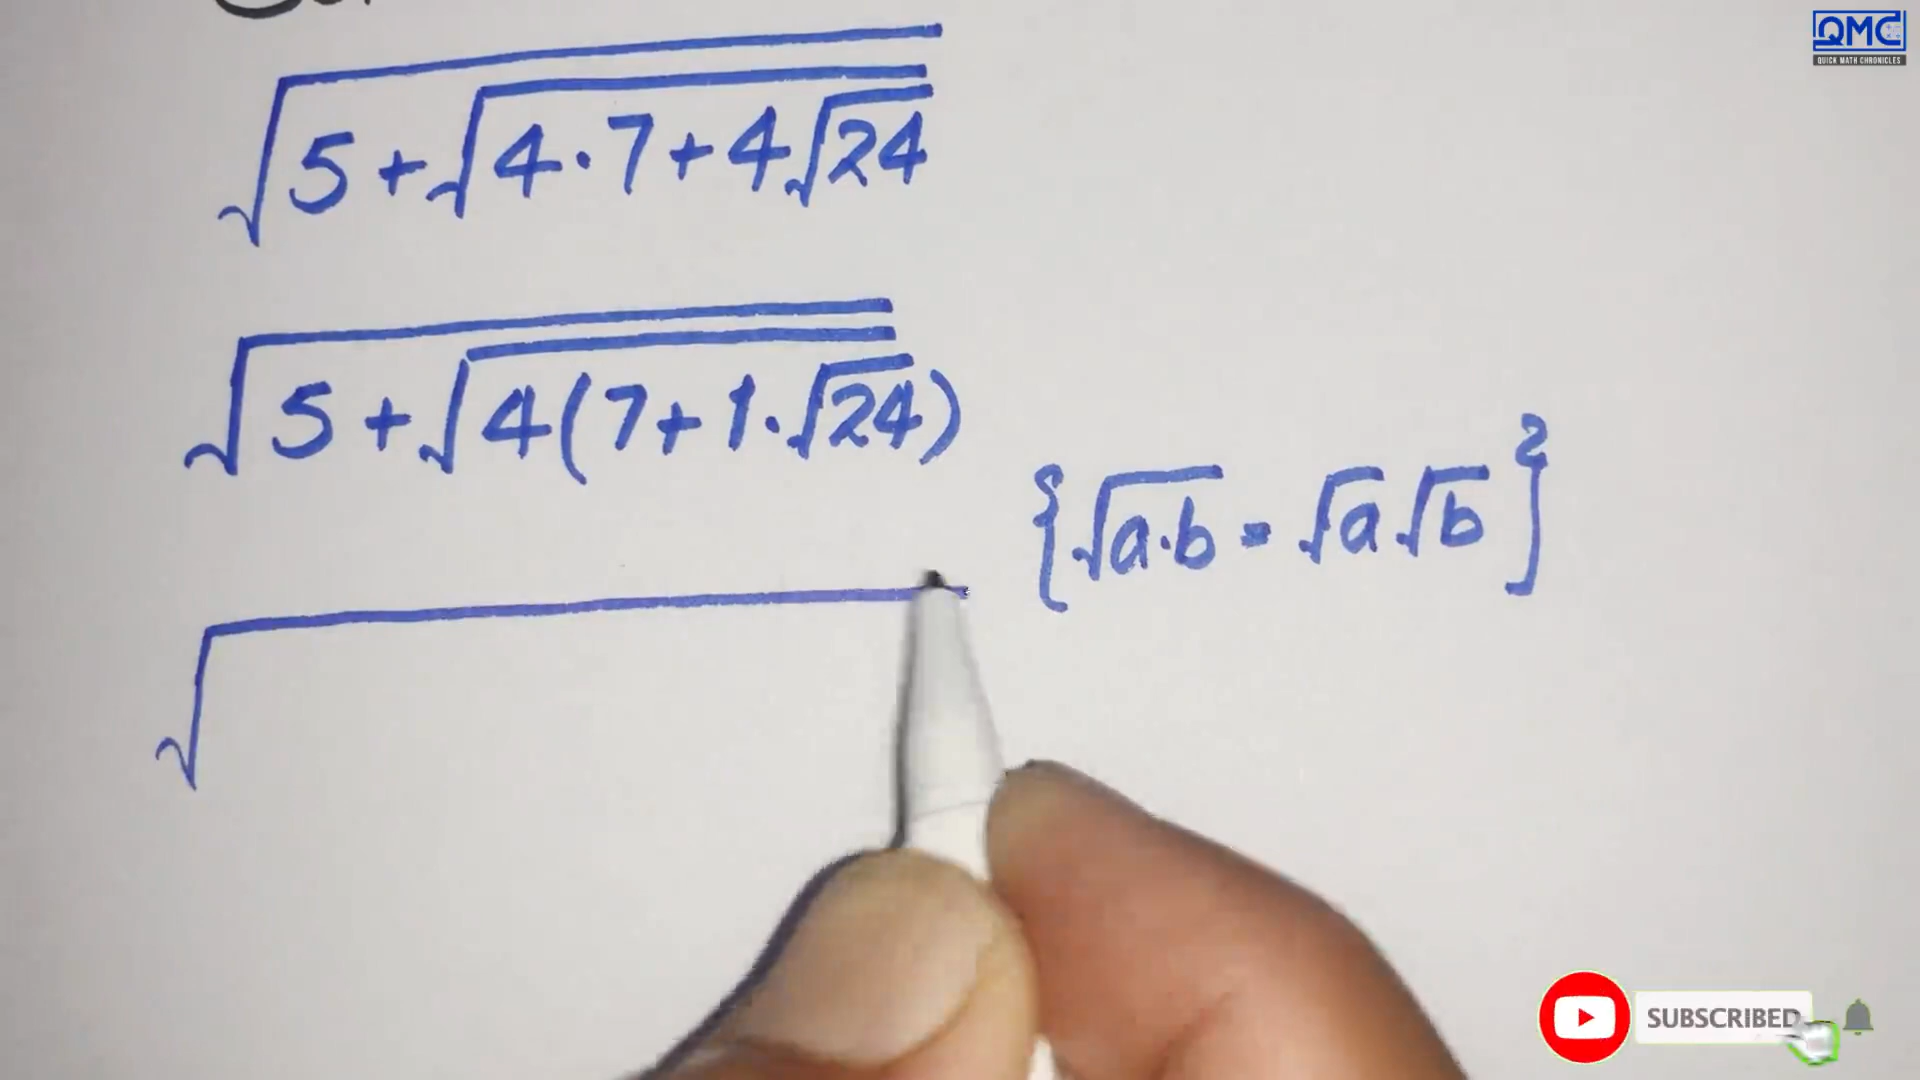 QMC
QUICK MATH CHRONICLES
√(5+√(4·7+4√24))
√(5+√(4(7+1·√24)))
{√a·b = √a √b}
√
SUBSCRIBED